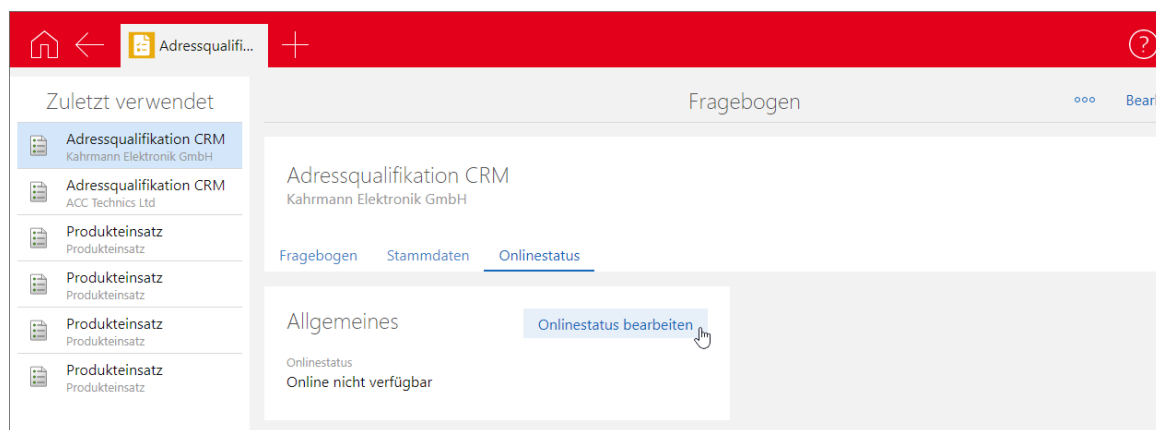 Adressqualifi...
?
Zuletzt verwendet
Adressqualifikation CRM
Kahrmann Elektronik GmbH
Adressqualifikation CRM
ACC Technics Ltd
Produkteinsatz
Produkteinsatz
Produkteinsatz
Produkteinsatz
Produkteinsatz
Produkteinsatz
Produkteinsatz
Produkteinsatz
Fragebogen
Bearb
Adressqualifikation CRM
Kahrmann Elektronik GmbH
Fragebogen Stammdaten Onlinestatus
Allgemeines
Onlinestatus bearbeiten
Onlinestatus
Online nicht verfügbar